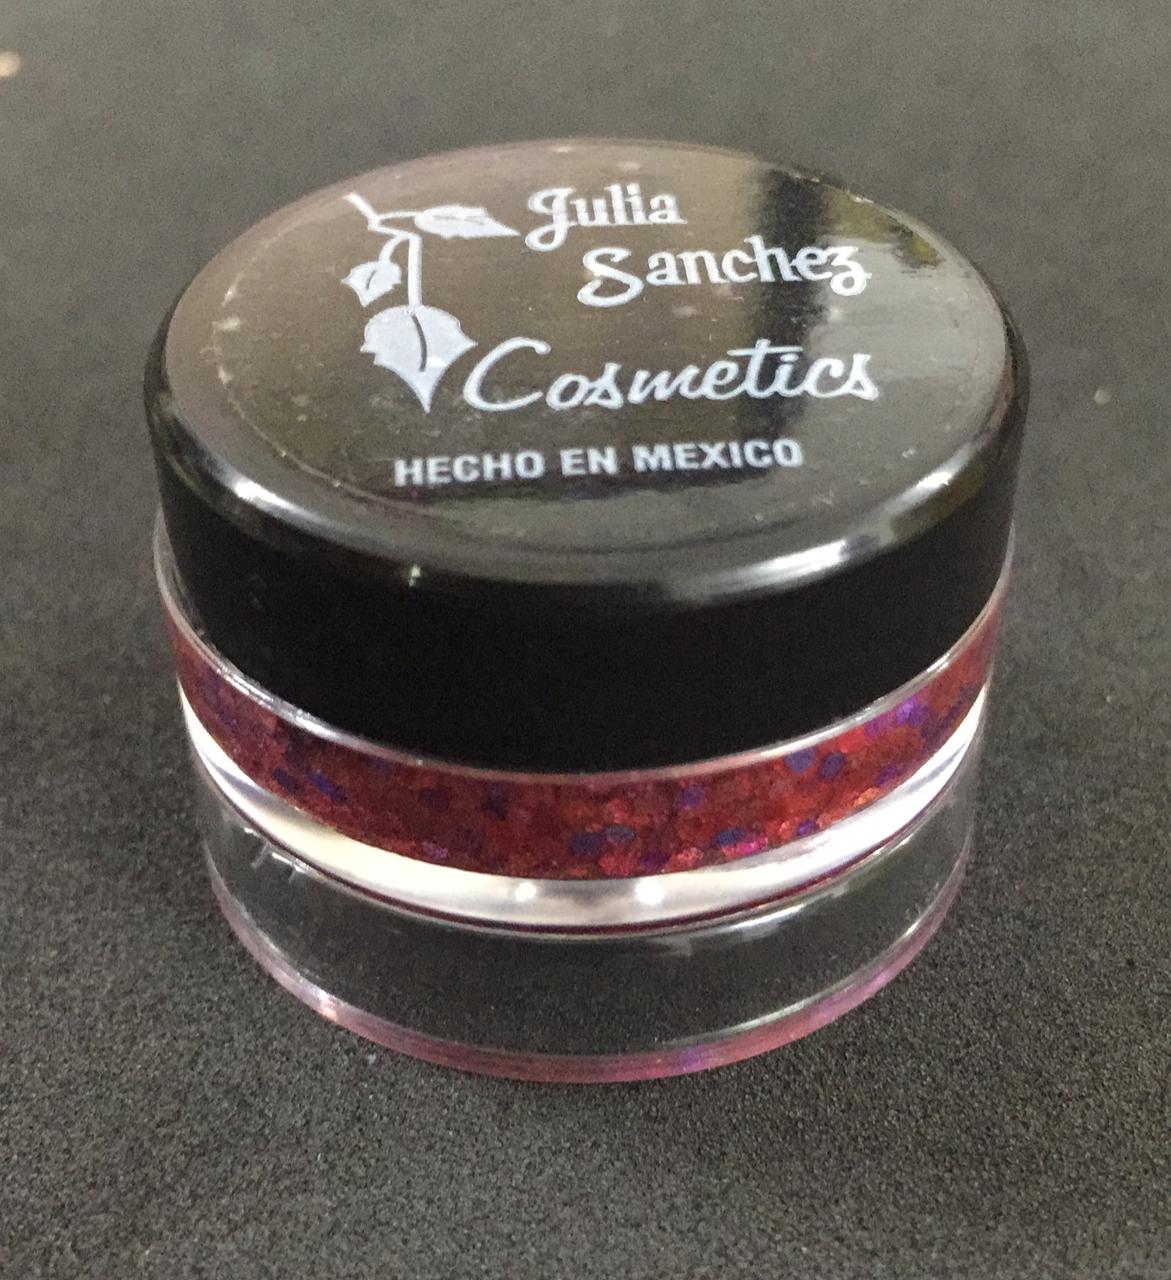 Julia
Sanchez
Cosmetics
HECHO EN MEXICO